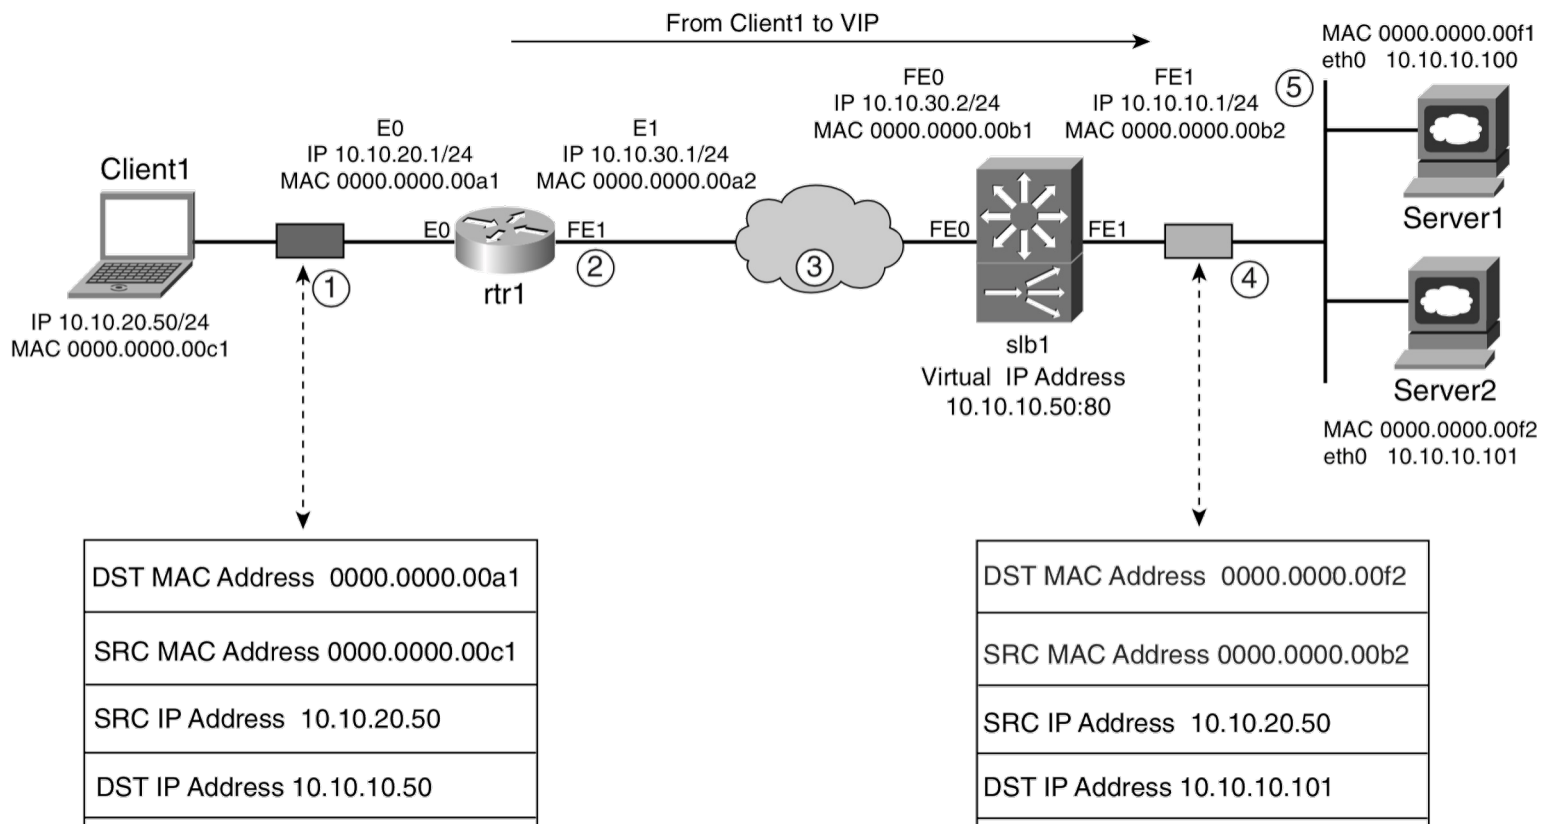 From Client1 to VIP
MAC 0000.0000.00f1
eth0 10.10.10.100
5
FE0
IP 10.10.30.2/24
MAC 0000.0000.00b1
FE1
IP 10.10.10.1/24
MAC 0000.0000.00b2
E0
IP 10.10.20.1/24
MAC 0000.0000.00a1
E1
IP 10.10.30.1/24
MAC 0000.0000.00a2
Client1
Server1
E0
FE1
FE0
FE1
1
2
3
4
rtr1
IP 10.10.20.50/24
MAC 0000.0000.00c1
slb1
Virtual IP Address
10.10.10.50:80
Server2
MAC 0000.0000.00f2
eth0 10.10.10.101
DST MAC Address 0000.0000.00a1
SRC MAC Address 0000.0000.00c1
SRC IP Address 10.10.20.50
DST IP Address 10.10.10.50
DST MAC Address 0000.0000.00f2
SRC MAC Address 0000.0000.00b2
SRC IP Address 10.10.20.50
DST IP Address 10.10.10.101